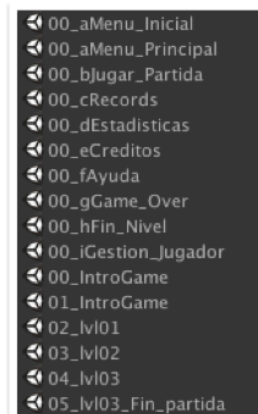 00_aMenu_Inicial
00_aMenu_Principal
00_bJugar_Partida
00_cRecords
00_dEstadisticas
00_eCreditos
00_fAyuda
00_gGame_Over
00_hFin_Nivel
00_iGestion_Jugador
00_IntroGame
01_IntroGame
02_lvl01
03_lvl02
04_lvl03
05_lvl03_Fin_partida